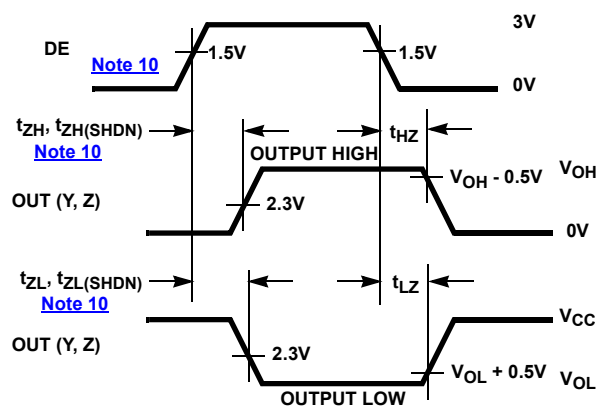 3V
DE
Note 10
1.5V
1.5V
0V
tZH, tZH(SHDN)
Note 10
tHZ
OUTPUT HIGH
VOH - 0.5V
VOH
OUT (Y, Z)
2.3V
0V
tZL, tZL(SHDN)
Note 10
tLZ
VCC
OUT (Y, Z)
2.3V
VOL + 0.5V
VOL
OUTPUT LOW